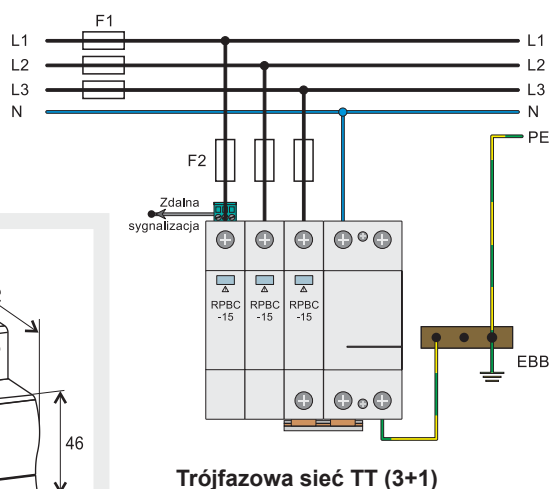 F1
L1 L1
L2 L2
L3 L3
N N
PE
F2
Zdalna
sygnalizacja
RPBC RPBC RPBC
-15 -15 -15
EBB
46
Trójfazowa sieć TT (3+1)